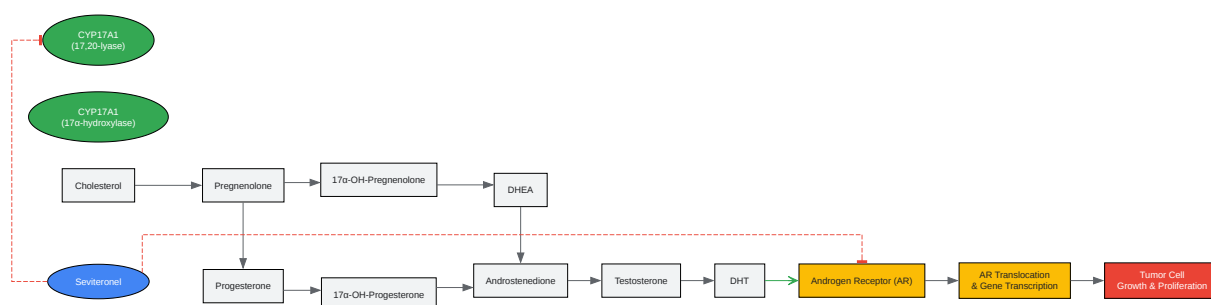 CYP17A1
(17,20-lyase)
CYP17A1
(17α-hydroxylase)
Cholesterol
Pregnenolone
17α-OH-Pregnenolone
DHEA
Seviteronel
Progesterone
17α-OH-Progesterone
Androstenedione
Testosterone
DHT
Androgen Receptor (AR)
AR Translocation
& Gene Transcription
Tumor Cell
Growth & Proliferation